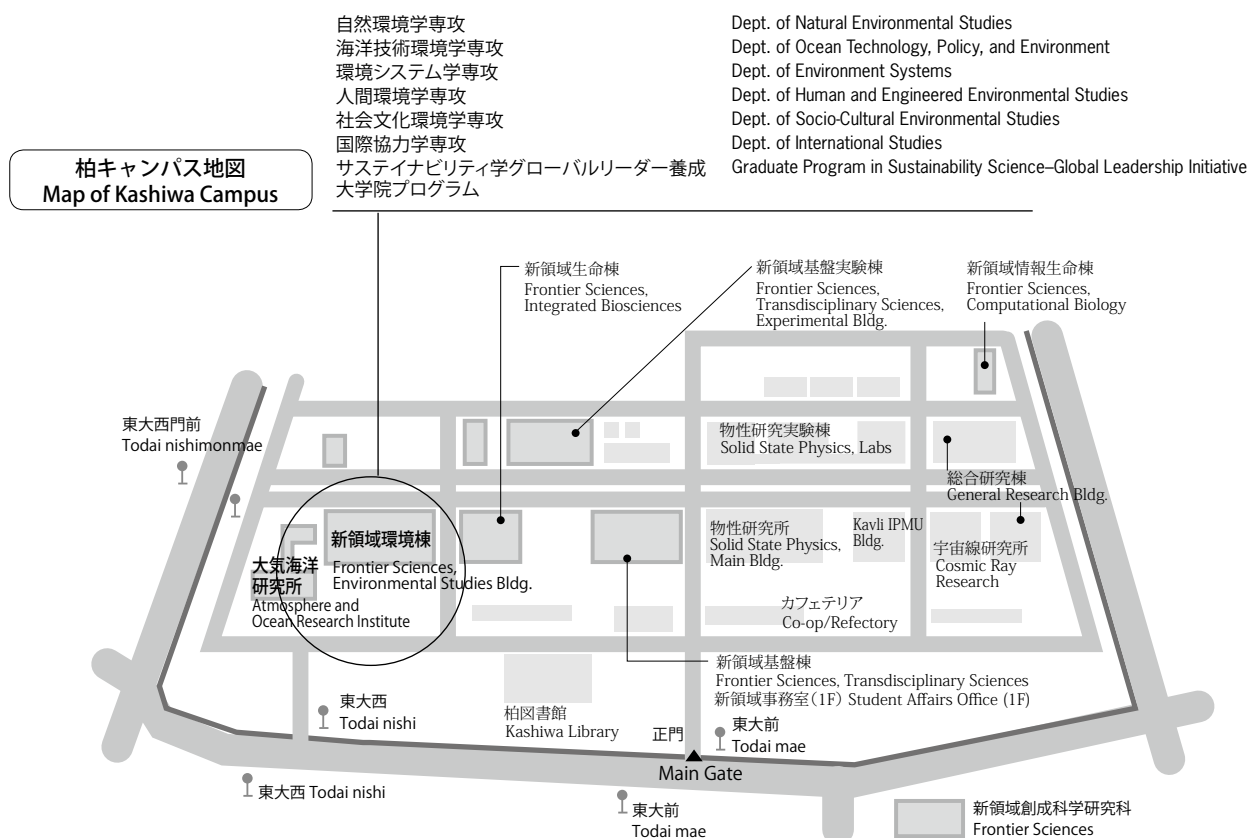 自然環境学専攻
Dept. of Natural Environmental Studies
海洋技術環境学専攻
Dept. of Ocean Technology, Policy, and Environment
環境システム学専攻
Dept. of Environment Systems
人間環境学専攻
Dept. of Human and Engineered Environmental Studies
社会文化環境学専攻
Dept. of Socio-Cultural Environmental Studies
国際協力学専攻
Dept. of International Studies
サステイナビリティ学グローバルリーダー養成
大学院プログラム
Graduate Program in Sustainability Science–Global Leadership Initiative
柏キャンパス地図
Map of Kashiwa Campus
新領域生命棟
Frontier Sciences,
Integrated Biosciences
新領域基盤実験棟
Frontier Sciences,
Transdisciplinary Sciences,
Experimental Bldg.
新領域情報生命棟
Frontier Sciences,
Computational Biology
東大西門前
Todai nishimonmae
物性研究実験棟
Solid State Physics, Labs
総合研究棟
General Research Bldg.
新領域環境棟
Frontier Sciences,
Environmental Studies Bldg.
大気海洋
研究所
Atmosphere and
Ocean Research Institute
物性研究所
Solid State Physics,
Main Bldg.
Kavli IPMU
Bldg.
宇宙線研究所
Cosmic Ray
Research
カフェテリア
Co-op/Refectory
新領域基盤棟
Frontier Sciences, Transdisciplinary Sciences
新領域事務室(1F) Student Affairs Office (1F)
東大西
Todai nishi
柏図書館
Kashiwa Library
正門
Main Gate
東大前
Todai mae
東大西 Todai nishi
東大前
Todai mae
新領域創成科学研究科
Frontier Sciences